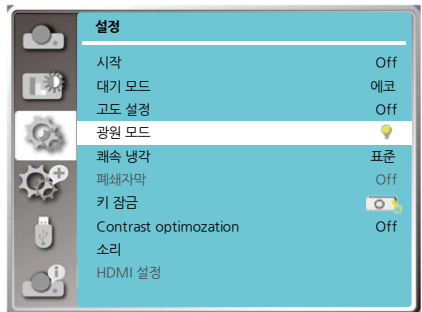 설정
시작 Off
대기 모드 에코
고도 설정 Off
광원 모드
쾌속 냉각 표준
폐쇄자막 Off
키 잠금
Contrast optimozation Off
소리
HDMI 설정